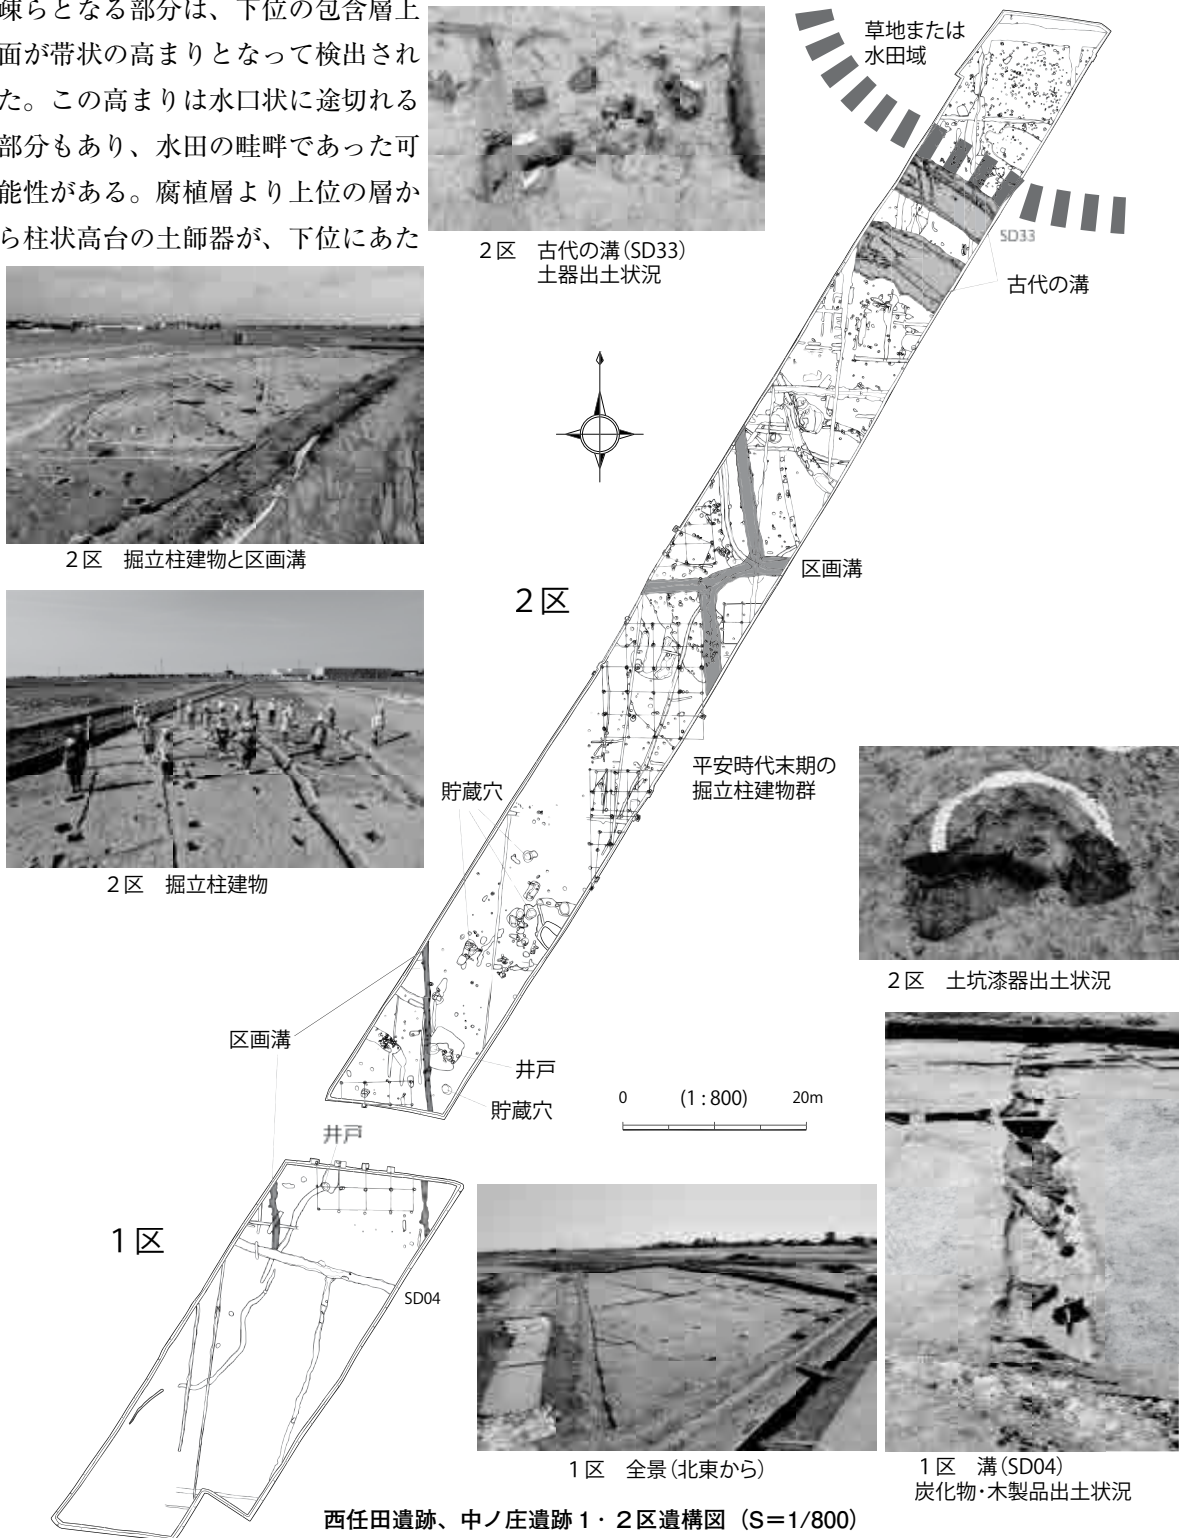 疎らとなる部分は、下位の包含層上
面が帯状の高まりとなって検出され
た。この高まりは水口状に途切れる
部分もあり、水田の畦畔であった可
能性がある。腐植層より上位の層か
ら柱状高台の土師器が、下位にあた
2区　古代の溝（SD33）
土器出土状況
草地または
水田域
SD33
古代の溝
2区　掘立柱建物と区画溝
2区
区画溝
2区　掘立柱建物
貯蔵穴
平安時代末期の
掘立柱建物群
2区　土坑漆器出土状況
区画溝
井戸
貯蔵穴
0　(1：800)　20m
井戸
1区
SD04
1区　全景（北東から）
1区　溝（SD04）
炭化物・木製品出土状況
西任田遺跡、中ノ庄遺跡1・2区遺構図（S＝1/800）